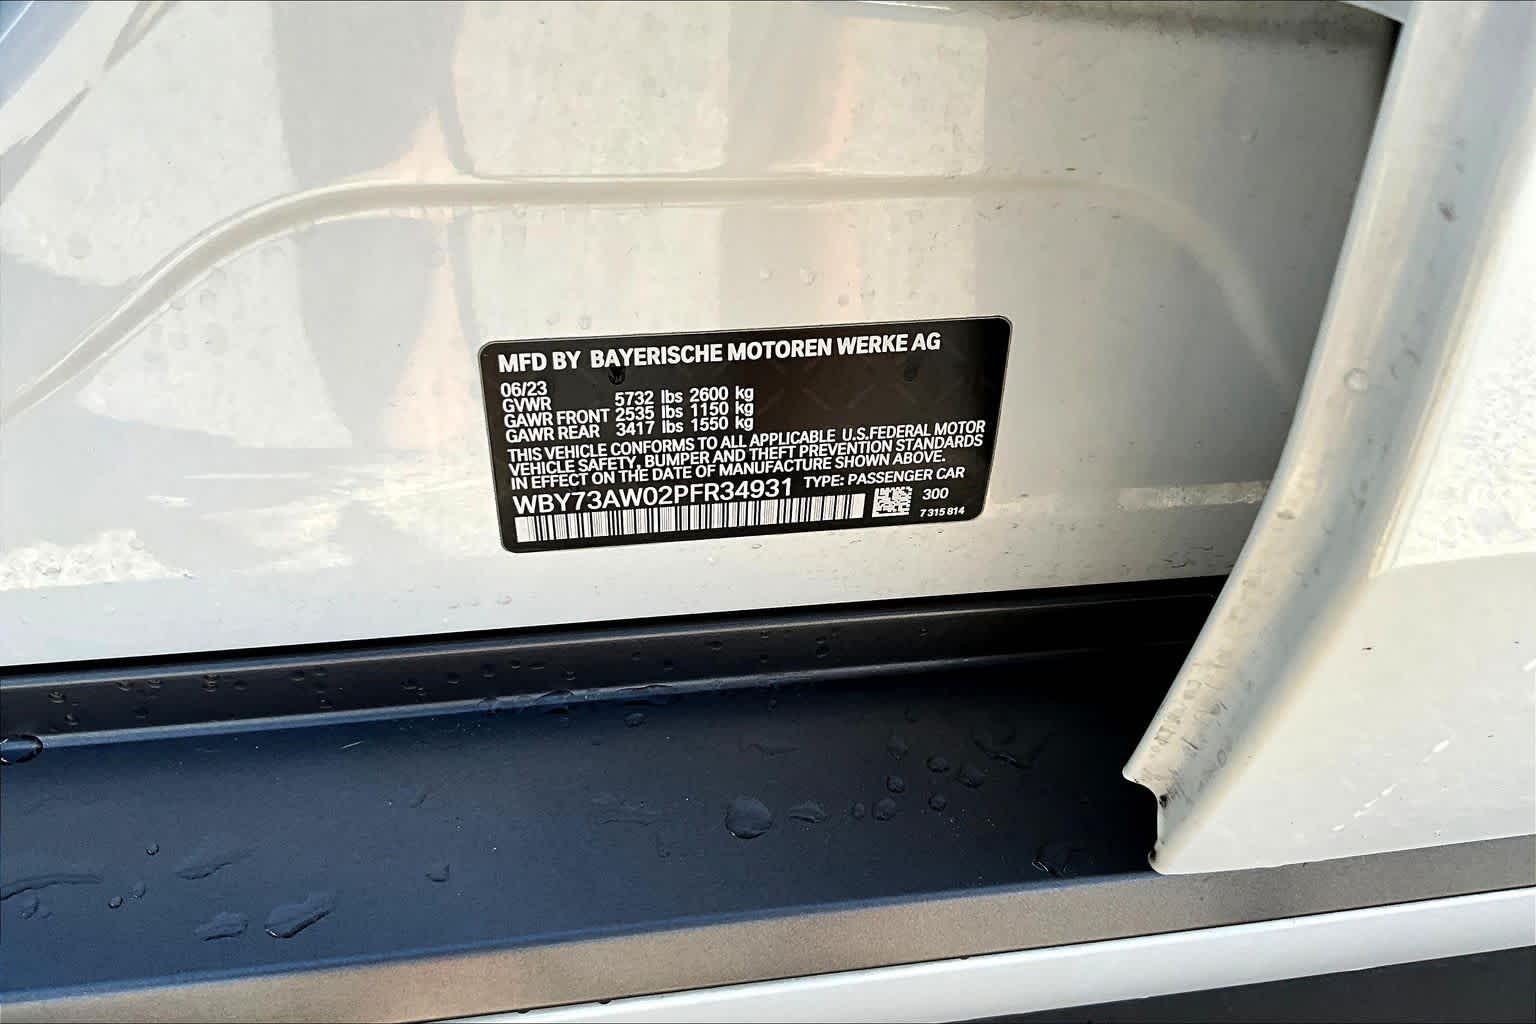 MFD BY BAYERISCHE MOTOREN WERKE AG
06/23
GVWR 5732 lbs 2600 kg
GAWR FRONT 2535 lbs 1150 kg
GAWR REAR 3417 lbs 1550 kg
THIS VEHICLE CONFORMS TO ALL APPLICABLE U.S.FEDERAL MOTOR
VEHICLE SAFETY, BUMPER AND THEFT PREVENTION STANDARDS
IN EFFECT ON THE DATE OF MANUFACTURE SHOWN ABOVE.
WBY73AW02PFR34931 TYPE: PASSENGER CAR
300
7 315 814